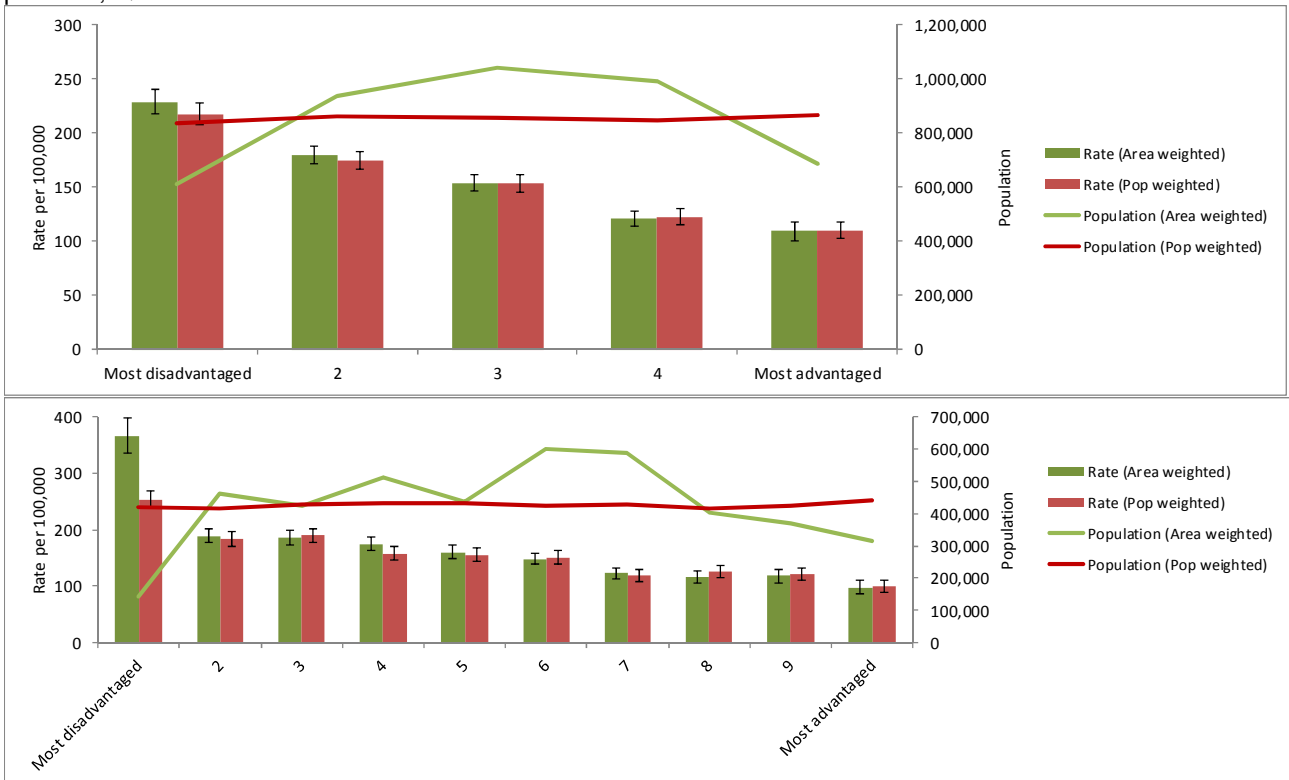 300
250
200
150
100
50
0
Rate per 100,000
1,200,000
1,000,000
800,000
600,000
400,000
200,000
0
Population
Most disadvantaged 2 3 4 Most advantaged
Rate (Area weighted)
Rate (Pop weighted)
Population (Area weighted)
Population (Pop weighted)
400
300
200
100
0
Rate per 100,000
700,000
600,000
500,000
400,000
300,000
200,000
100,000
0
Population
Most disadvantaged 2 3 4 5 6 7 8 9 Most advantaged
Rate (Area weighted)
Rate (Pop weighted)
Population (Area weighted)
Population (Pop weighted)